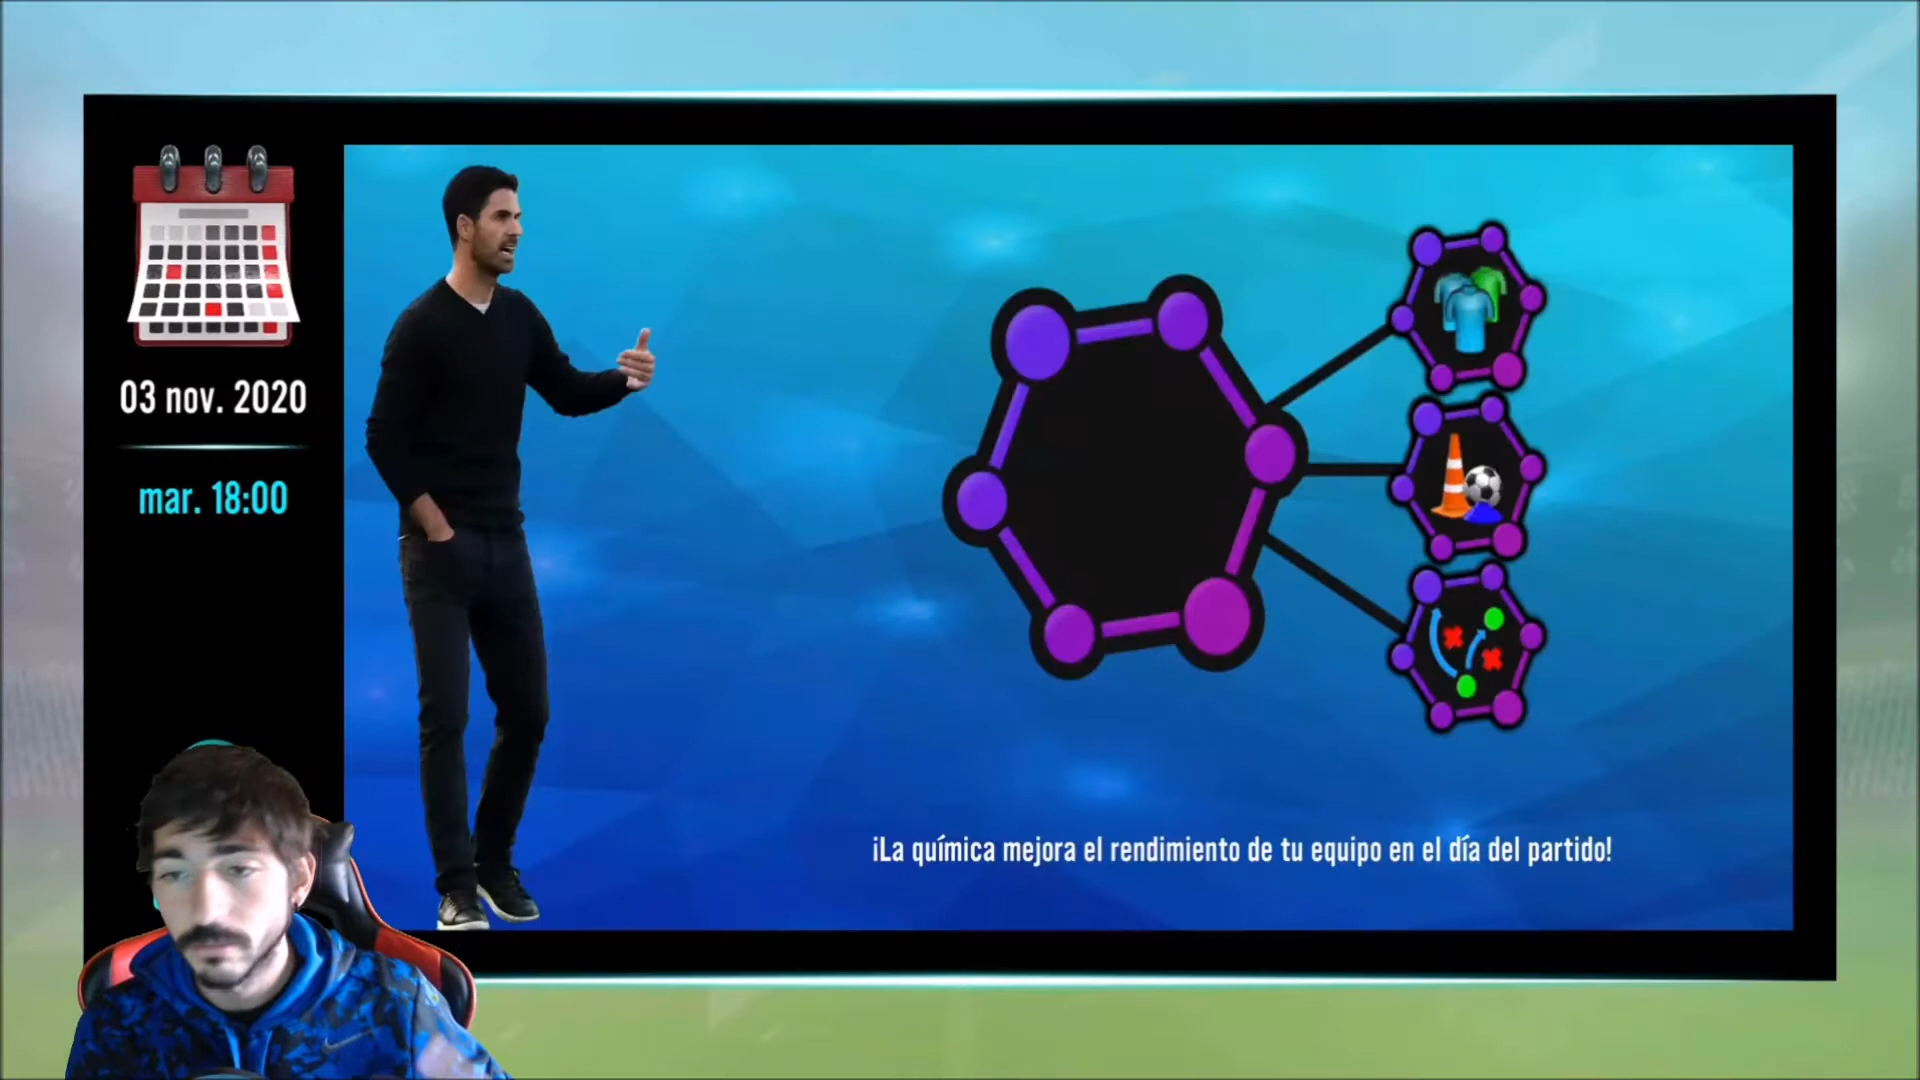 03 nov. 2020
mar. 18:00
¡La química mejora el rendimiento de tu equipo en el día del partido!